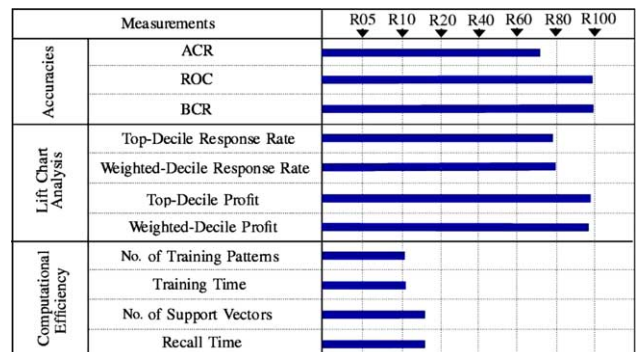 Measurements R05 R10 R20 R40 R60 R80 R100
Accuracies
ACR
ROC
BCR
Lift Chart
Analysis
Top-Decile Response Rate
Weighted-Decile Response Rate
Top-Decile Profit
Weighted-Decile Profit
Computational
Efficiency
No. of Training Patterns
Training Time
No. of Support Vectors
Recall Time